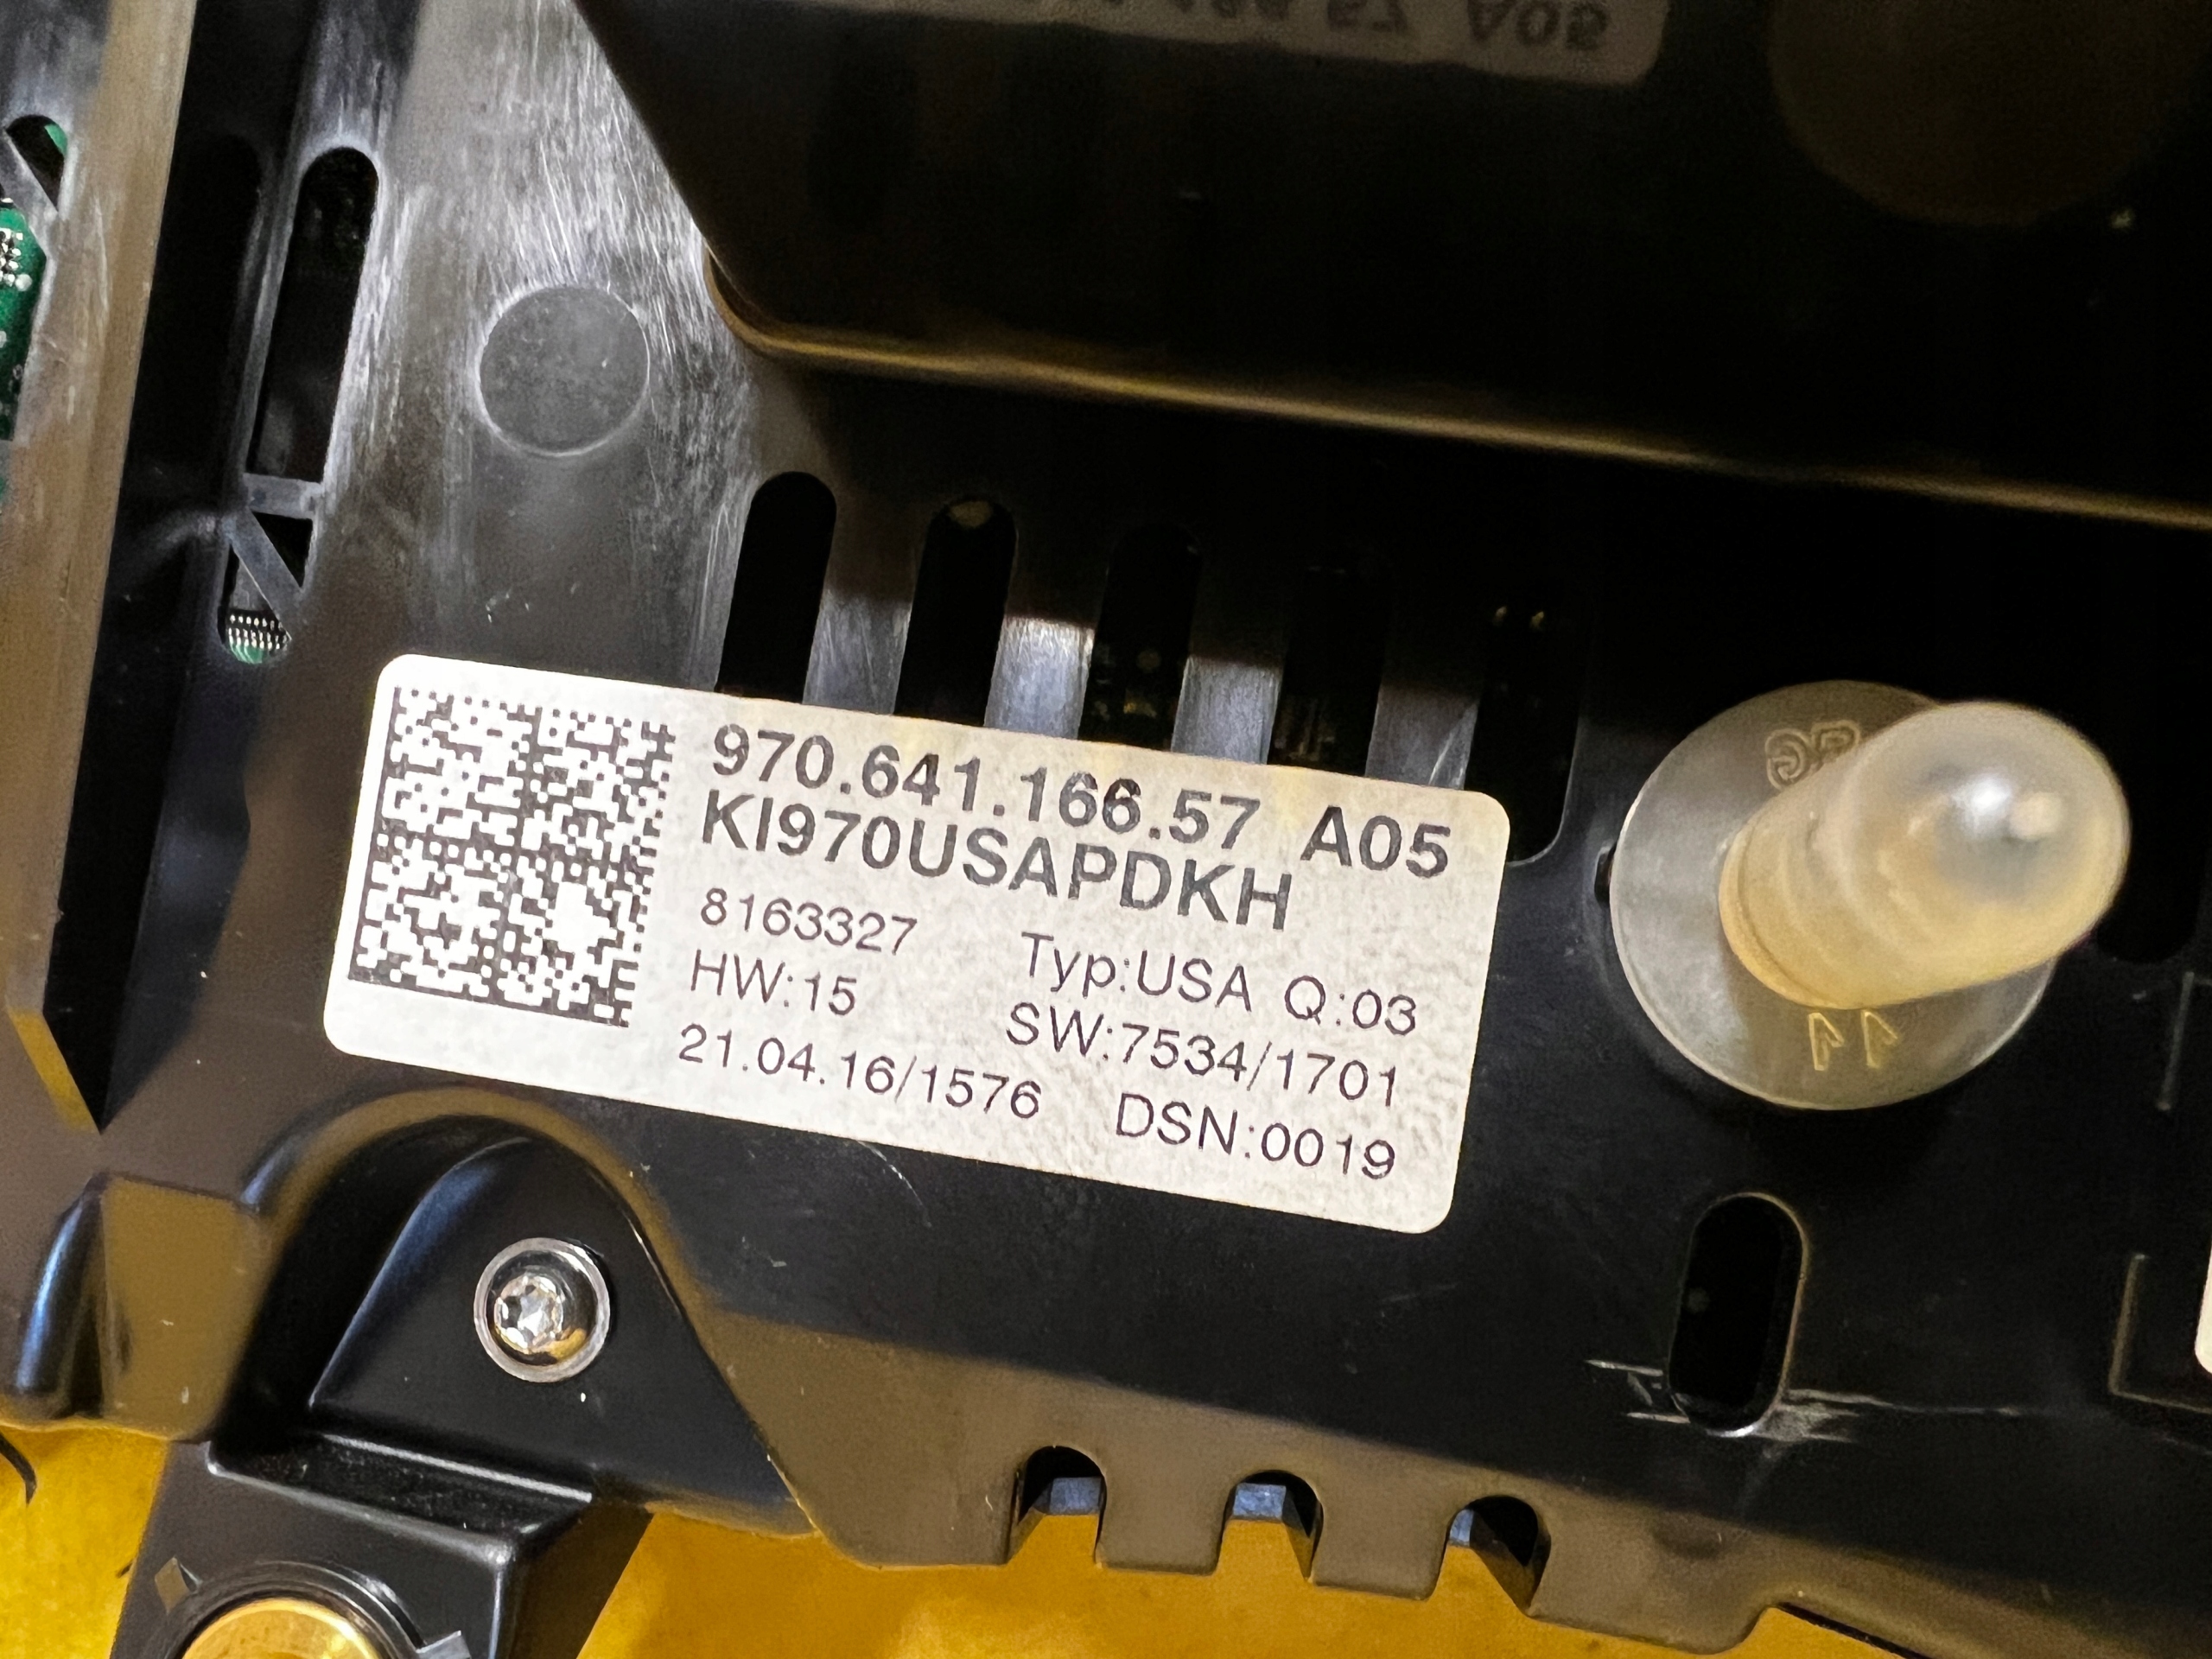 970.641.166.57 A05
KI970USAPDKH
8163327 Typ:USA Q:03
HW:15 SW:7534/1701
21.04.16/1576 DSN:0019